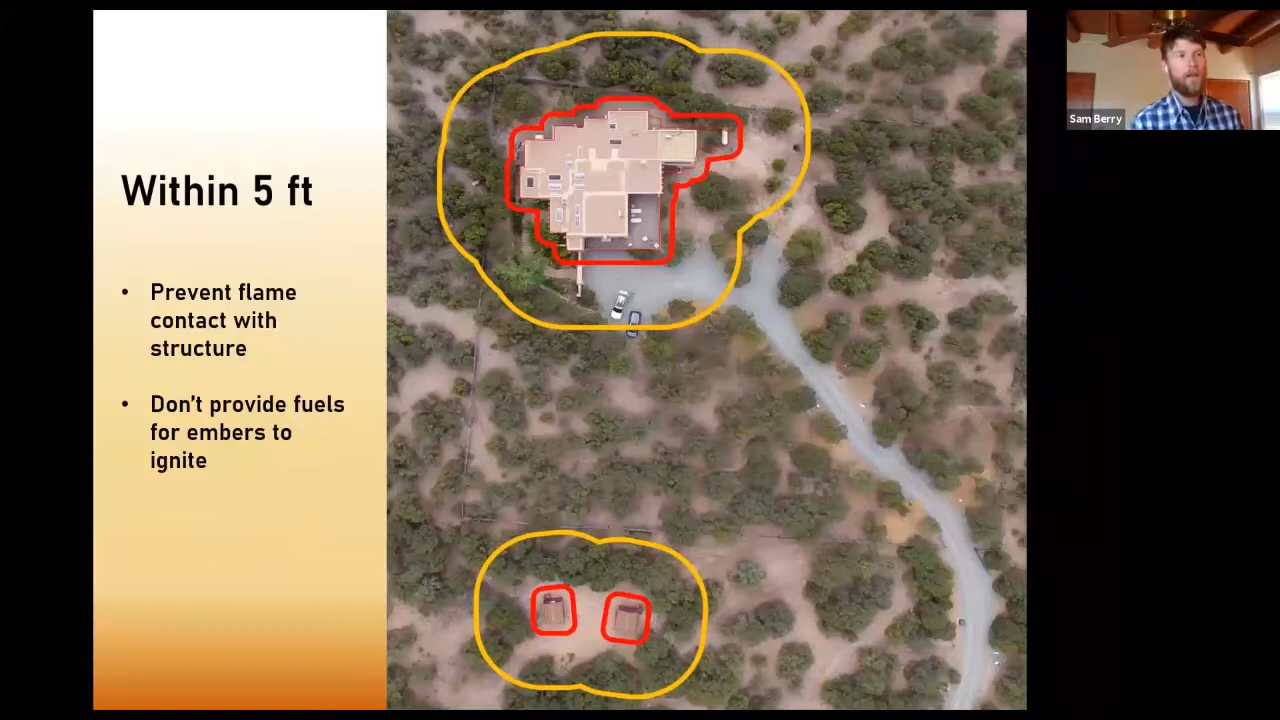 Within 5 ft
• Prevent flame
contact with
structure
• Don't provide fuels
for embers to
ignite
Sam Berry